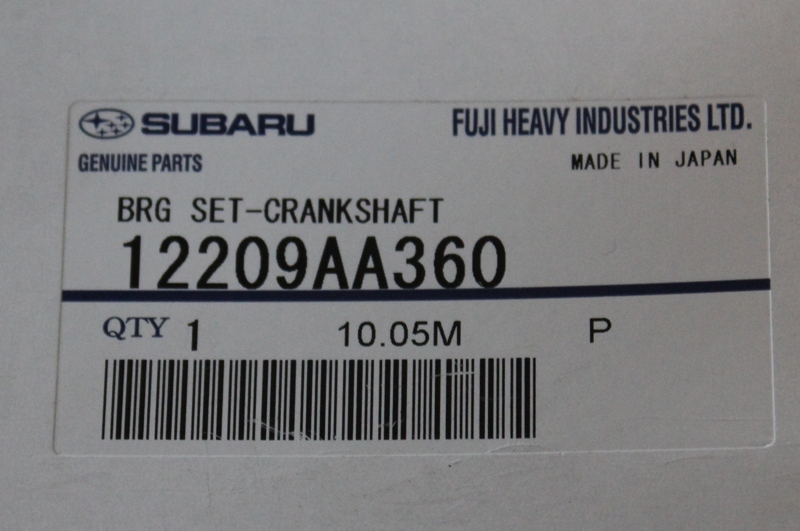 SUBARU FUJI HEAVY INDUSTRIES LTD.
GENUINE PARTS MADE IN JAPAN
BRG SET-CRANKSHAFT
12209AA360
QTY 1 10.05M P